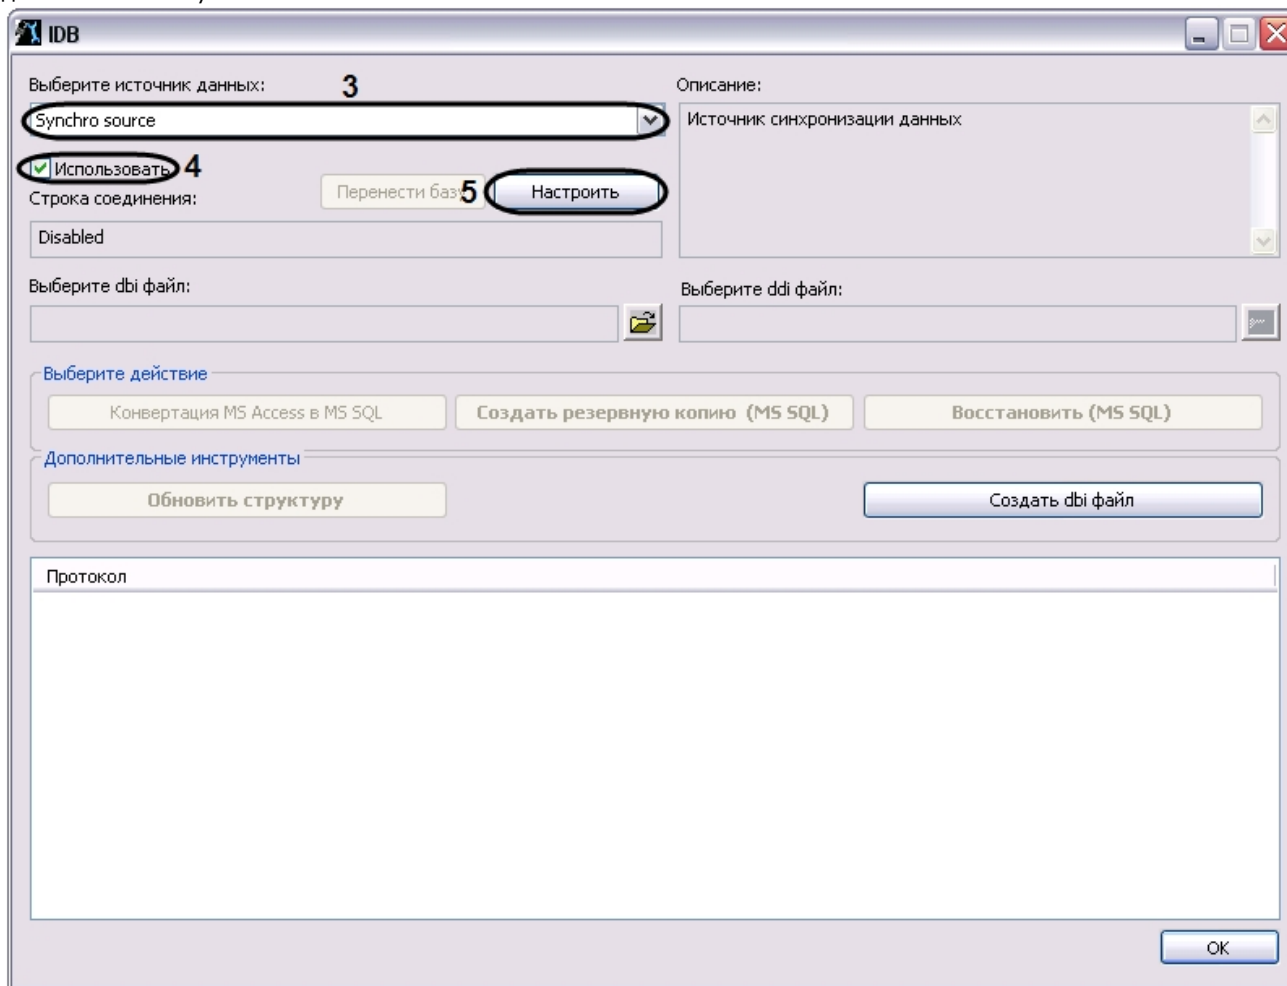 IDB
Выберите источник данных:
3
Описание:
Synchro source
Источник синхронизации данных
Использовать
4
Строка соединения:
Перенести базу
5
Настроить
Disabled
Выберите dbi файл:
Выберите ddi файл:
Выберите действие
Конвертация MS Access в MS SQL
Создать резервную копию (MS SQL)
Восстановить (MS SQL)
Дополнительные инструменты
Обновить структуру
Создать dbi файл
Протокол
OK